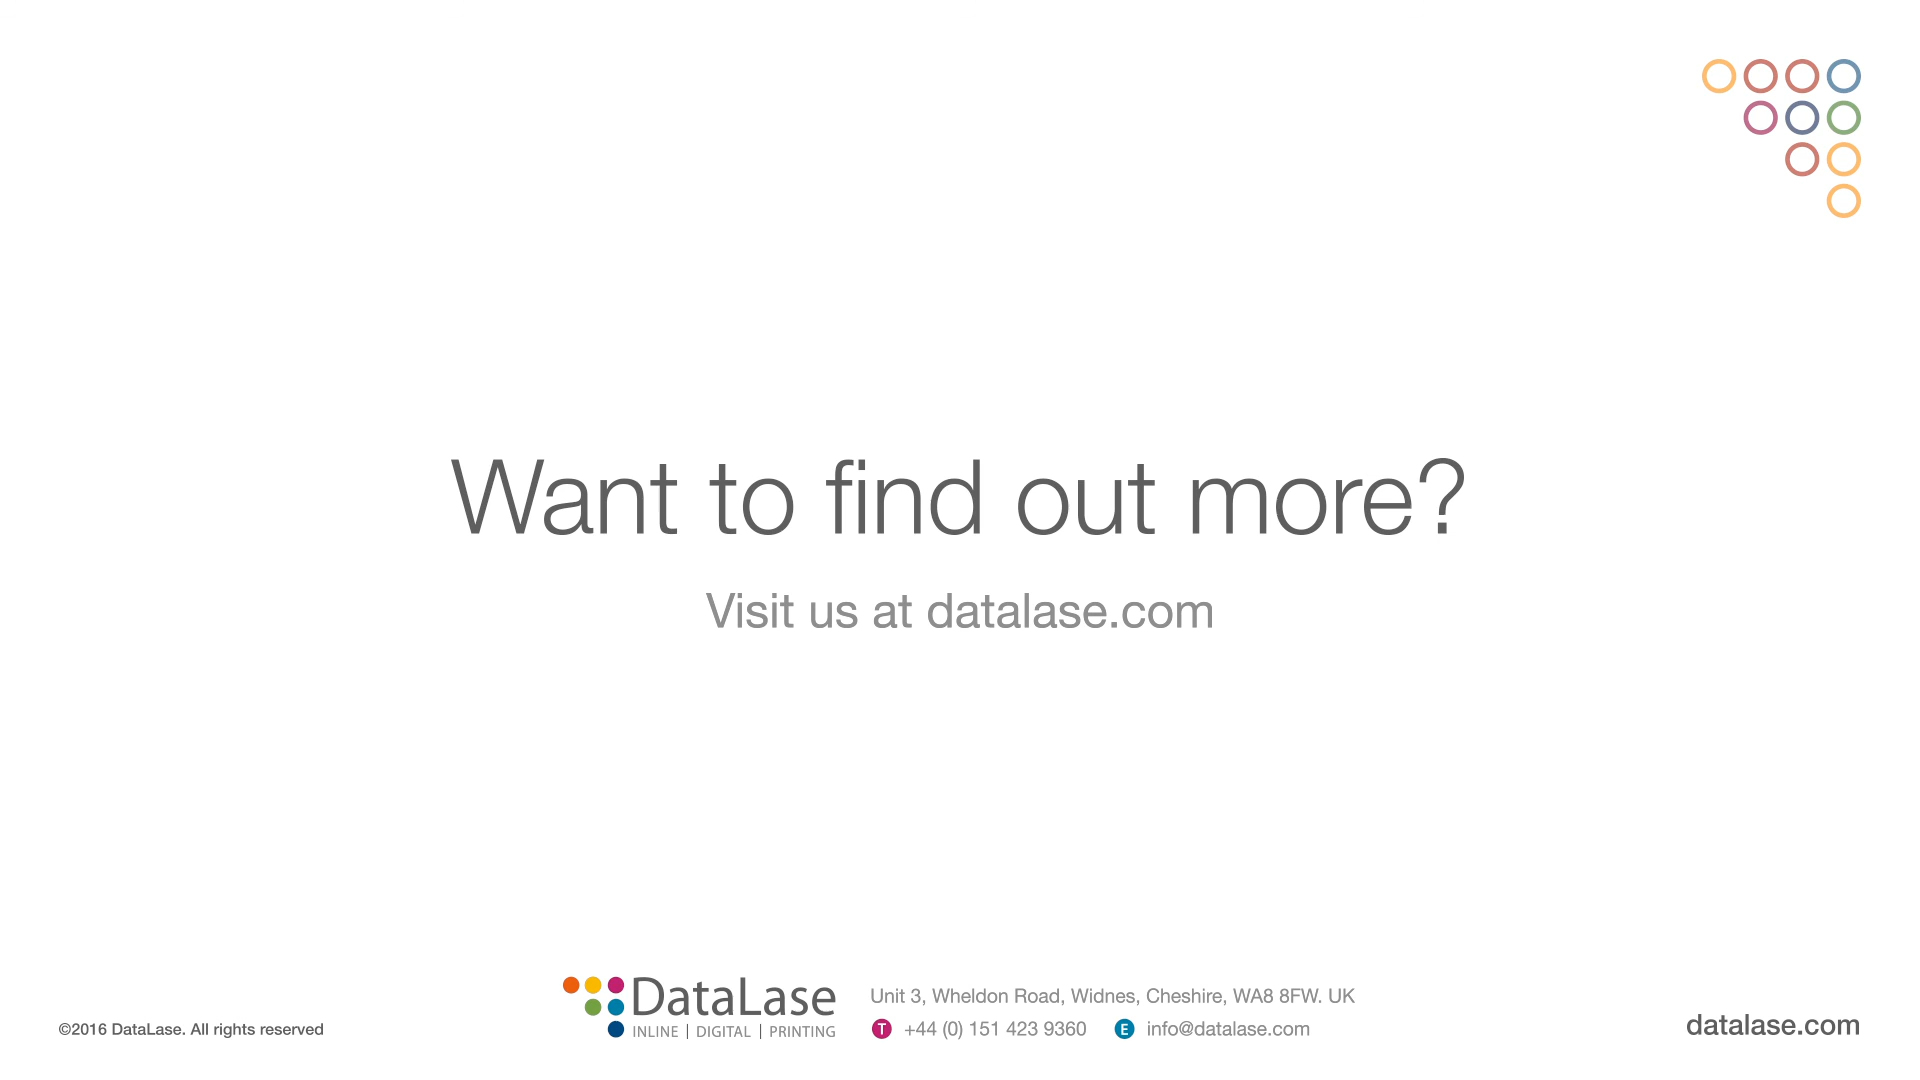 Want to find out more?
Visit us at datalase.com
©2016 DataLase. All rights reserved
DataLase
INLINE | DIGITAL | PRINTING
Unit 3, Wheldon Road, Widnes, Cheshire, WA8 8FW. UK
T +44 (0) 151 423 9360 E info@datalase.com
datalase.com